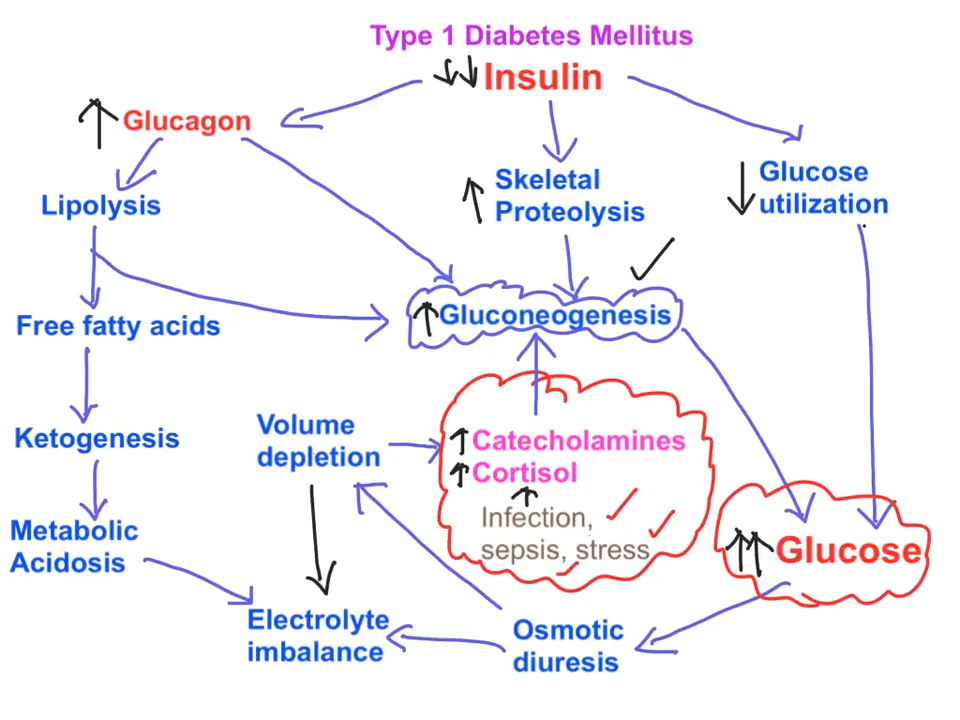 Type 1 Diabetes Mellitus
Insulin
Glucagon
Glucose
utilization
Skeletal
Proteolysis
Lipolysis
Gluconeogenesis
Free fatty acids
Ketogenesis
Volume
depletion
Catecholamines
Cortisol
Infection,
sepsis, stress
Metabolic
Acidosis
Glucose
Electrolyte
imbalance
Osmotic
diuresis